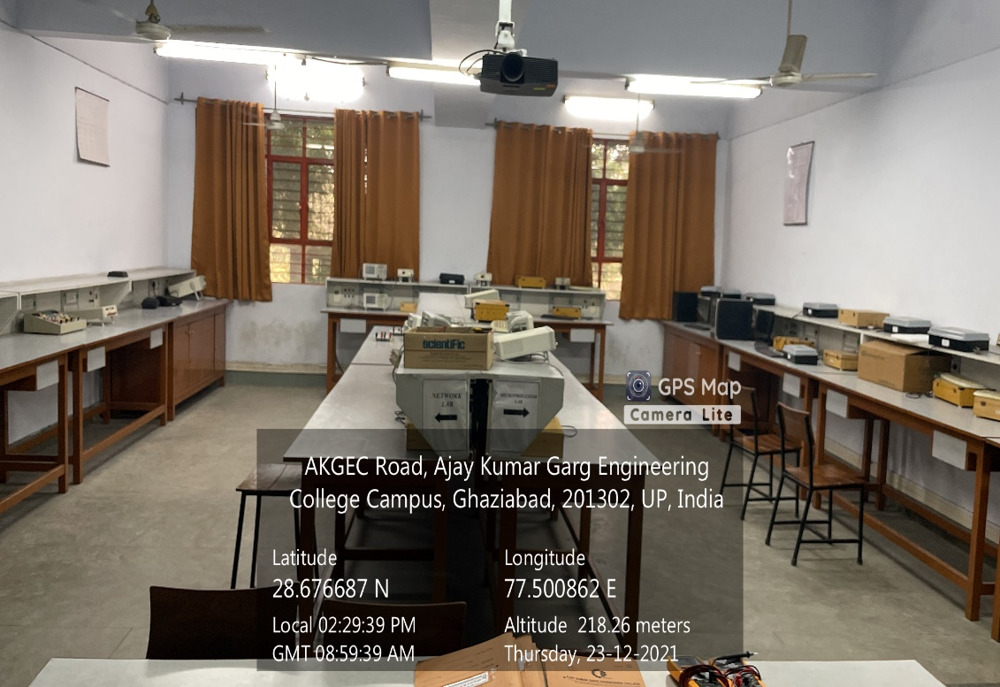 scientific
NETWORK
LAB
MICROPROCESSOR
LAB
GPS Map
Camera Lite
AKGEC Road, Ajay Kumar Garg Engineering
College Campus, Ghaziabad, 201302, UP, India
Latitude
28.676687 N
Longitude
77.500862 E
Local 02:29:39 PM
GMT 08:59:39 AM
Altitude 218.26 meters
Thursday, 23-12-2021